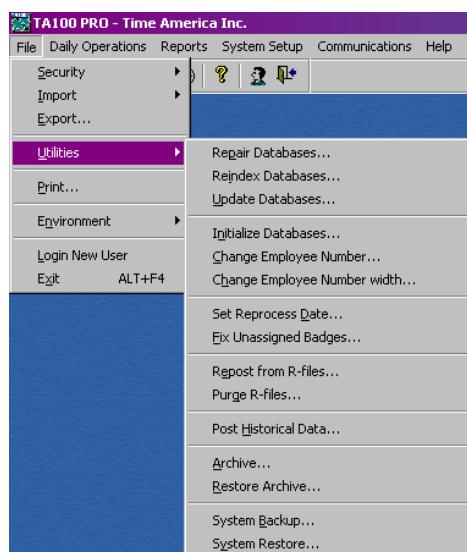 TA100 PRO - Time America Inc.
File Daily Operations Reports System Setup Communications Help
Security
Import
Export...
Utilities
Print...
Environment
Login New User
Exit ALT+F4
Repair Databases...
Reindex Databases...
Update Databases...
Initialize Databases...
Change Employee Number...
Change Employee Number width...
Set Reprocess Date...
Fix Unassigned Badges...
Repost from R-files...
Purge R-files...
Post Historical Data...
Archive...
Restore Archive...
System Backup...
System Restore...